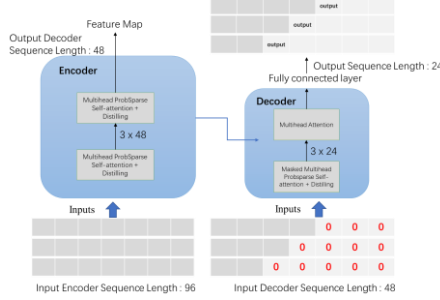 output
output
output
Feature Map
Output Decoder
Sequence Length : 48
Encoder
Multihead ProbSparse
Self-attention +
Distilling
3 x 48
Multihead ProbSparse
Self-attention +
Distilling
Inputs
Input Encoder Sequence Length : 96
Output Sequence Length : 24
Fully connected layer
Decoder
Multihead Attention
3 x 24
Masked Multihead
Probsparse Self-
attention + Distiling
Inputs
0 0 0
0 0 0 0
0 0 0 0 0
Input Decoder Sequence Length : 48